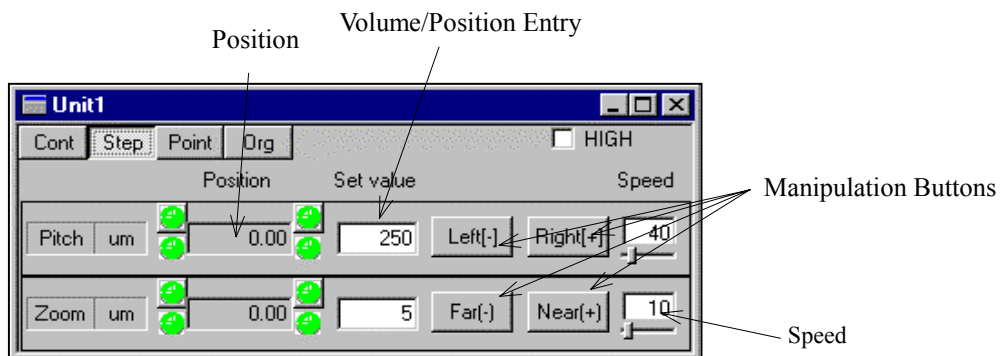 Volume/Position Entry
Position
Unit1
Cont Step Point Org HIGH
Position Set value Speed
Manipulation Buttons
Pitch um 0.00 250 Left[-] Right[+] 40
Zoom um 0.00 5 Far(-) Near(+) 10
Speed